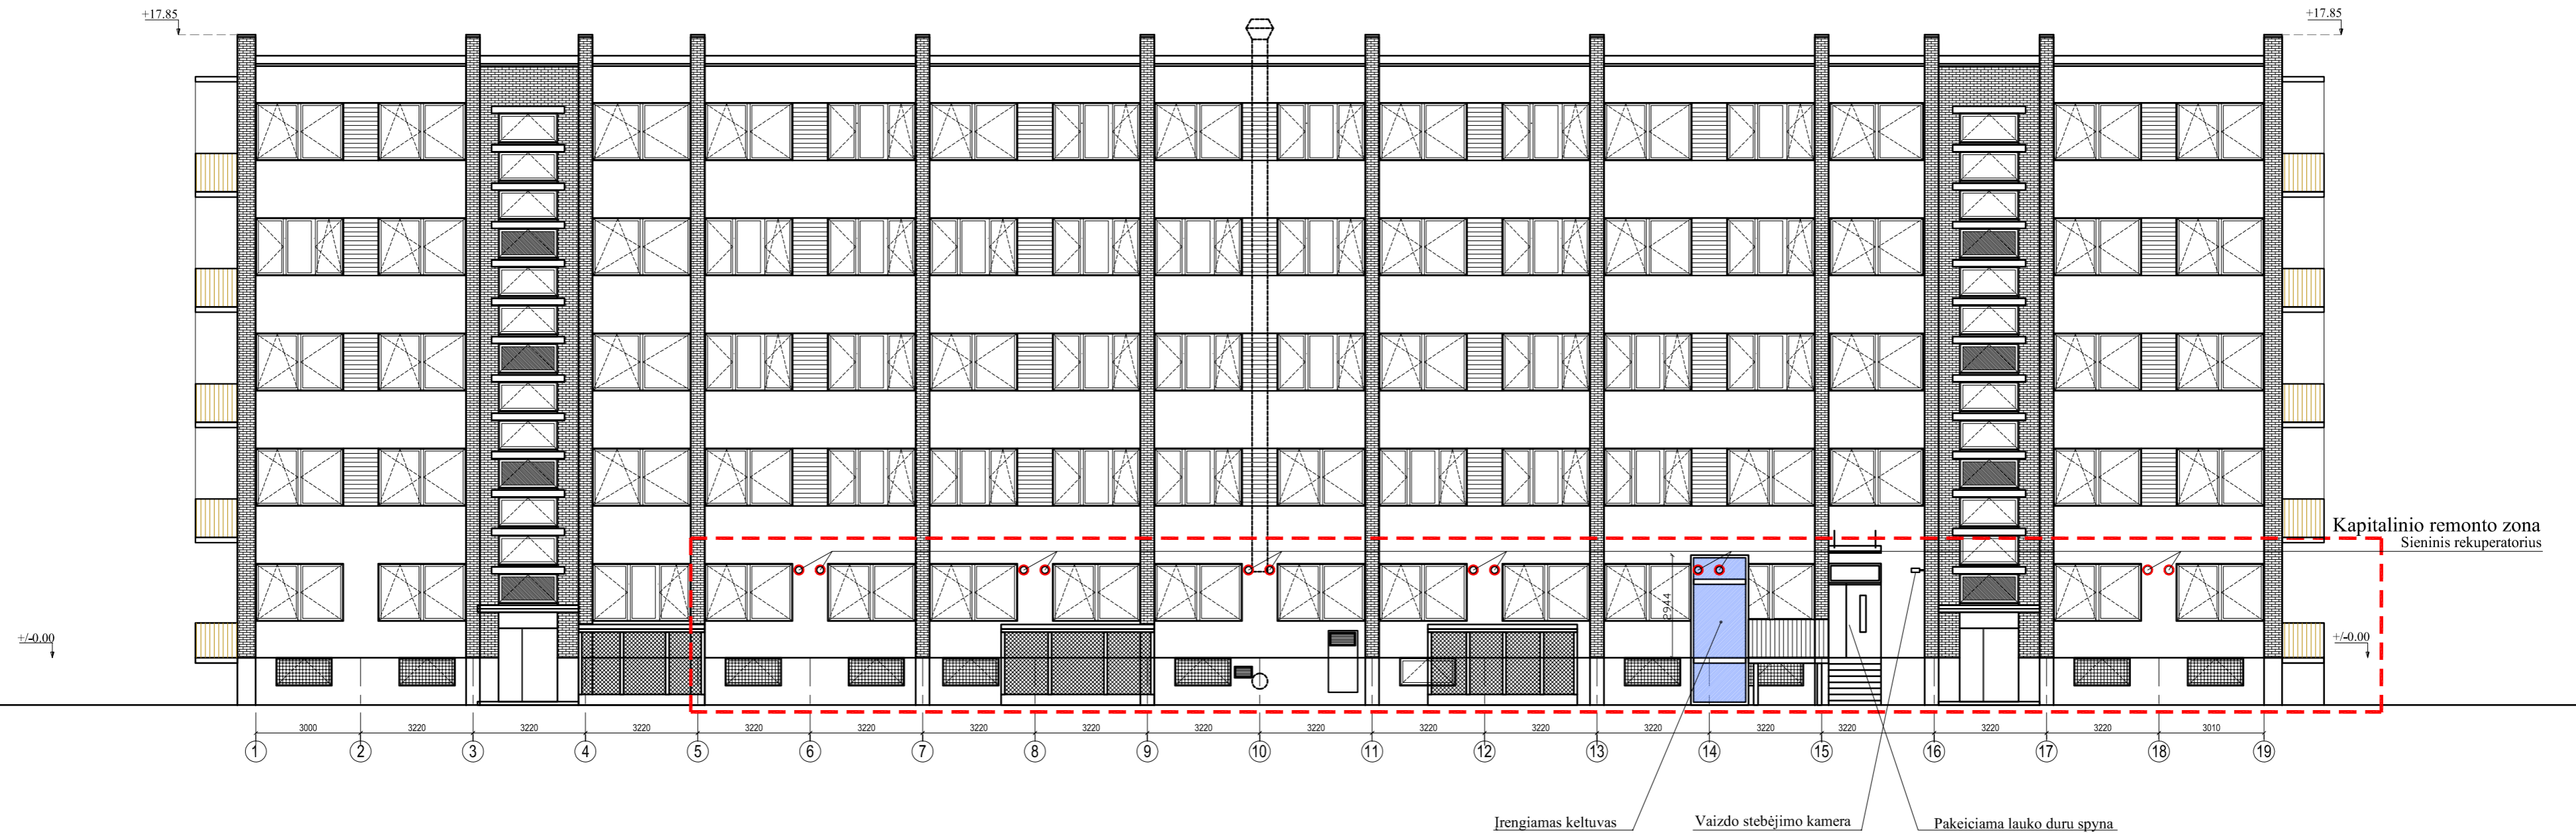 +17.85
+17.85
Kapitalinio remonto zona
Sieninis rekuperatorius
2944
+/-0.00
+/-0.00
3000 3220 3220 3220 3220 3220 3220 3220 3220 3220 3220 3220 3220 3220 3220 3220 3220 3010
1 2 3 4 5 6 7 8 9 10 11 12 13 14 15 16 17 18 19
Įrengiamas keltuvas
Vaizdo stebėjimo kamera
Pakeiciama lauko duru spyna